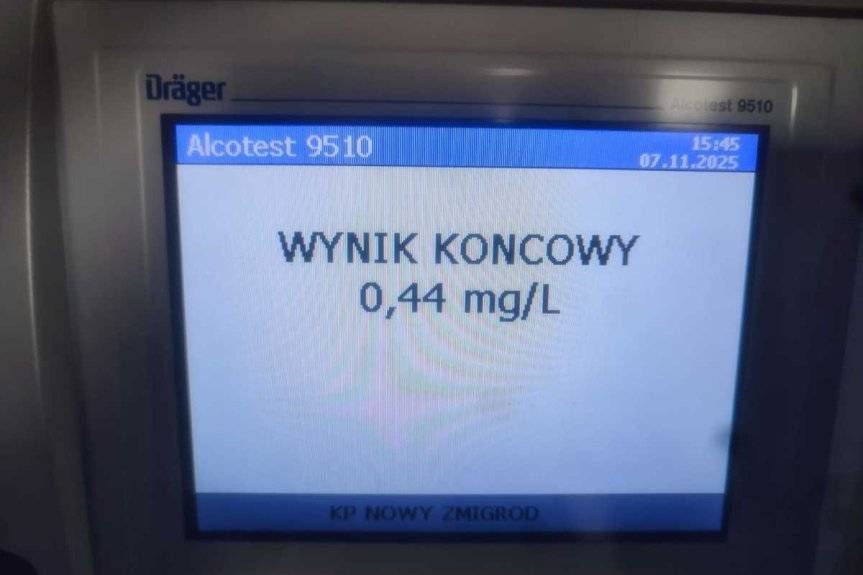 Dräger
Alcotest 9510
Alcotest 9510
15:45
07.11.2025
WYNIK KONCOWY
0,44 mg/L
KP NOWY ZMIGROD